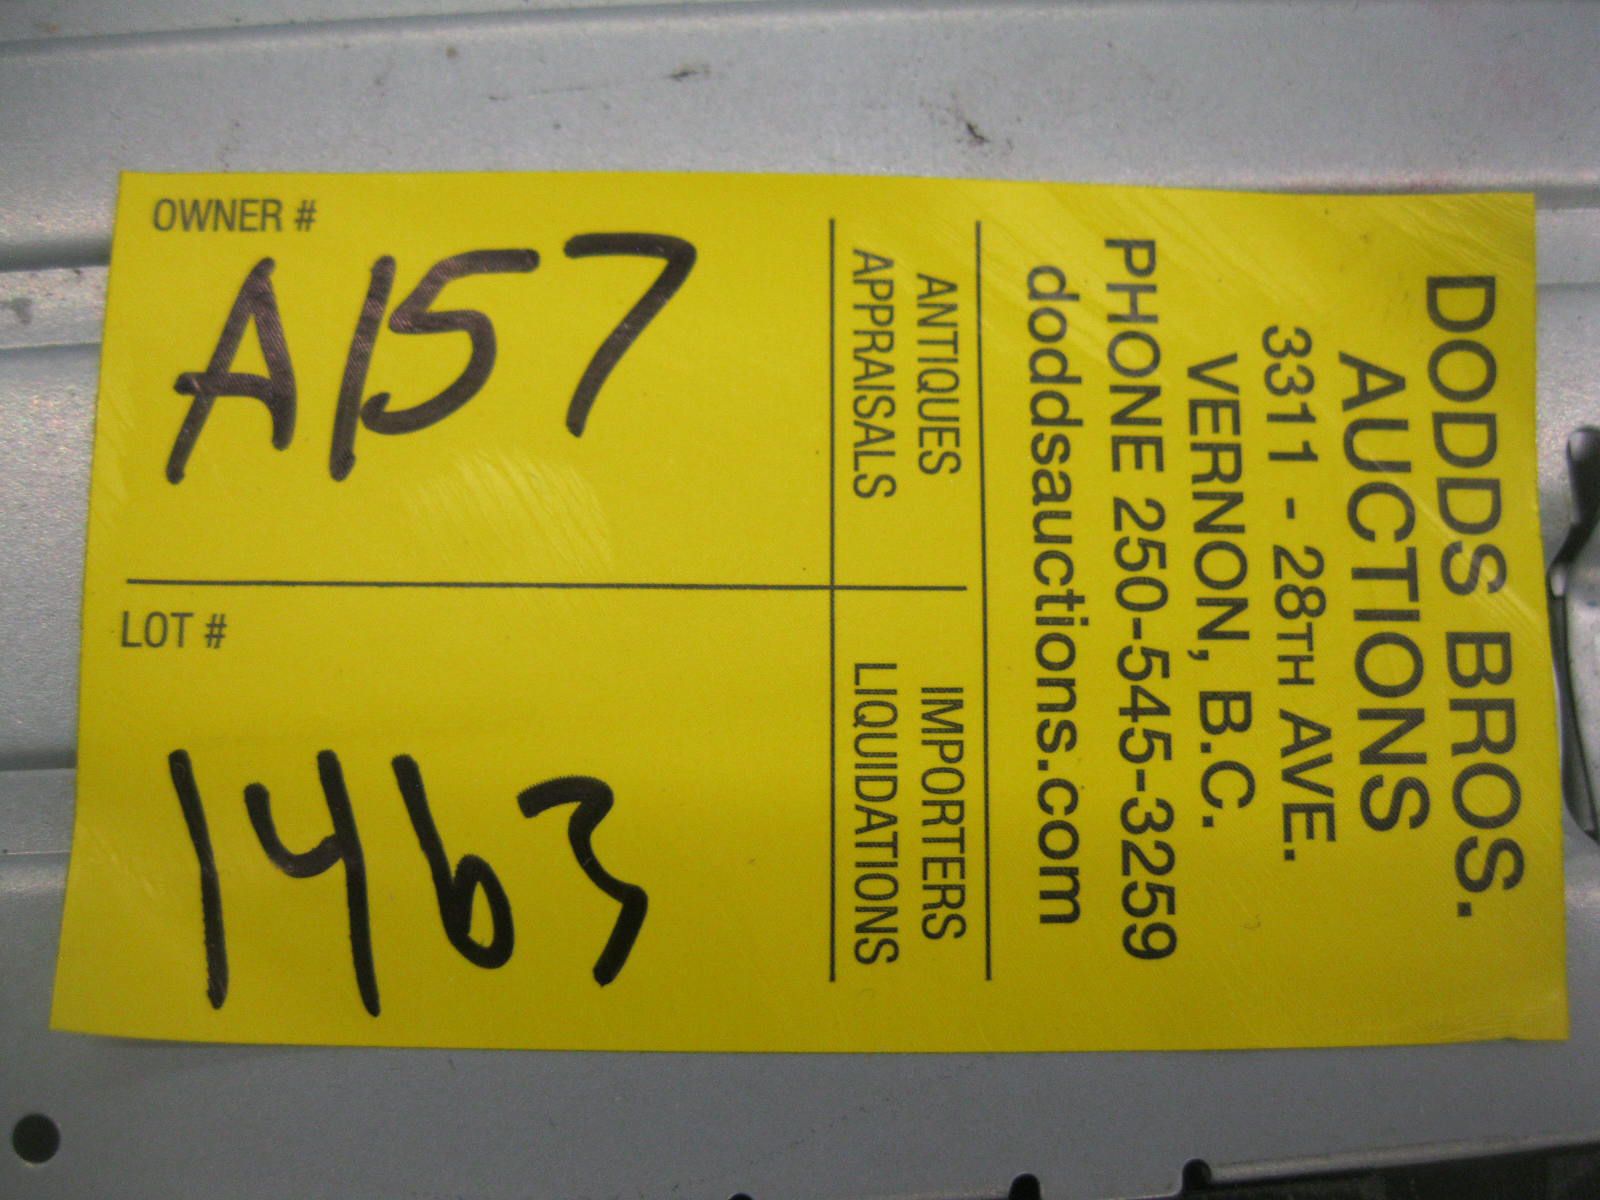 DODDS BROS.
AUCTIONS
3311 - 28TH AVE.
VERNON, B.C.
PHONE 250-545-3259
doddsauctions.com
ANTIQUES
APPRAISALS
IMPORTERS
LIQUIDATIONS
OWNER #
A157
LOT #
1463